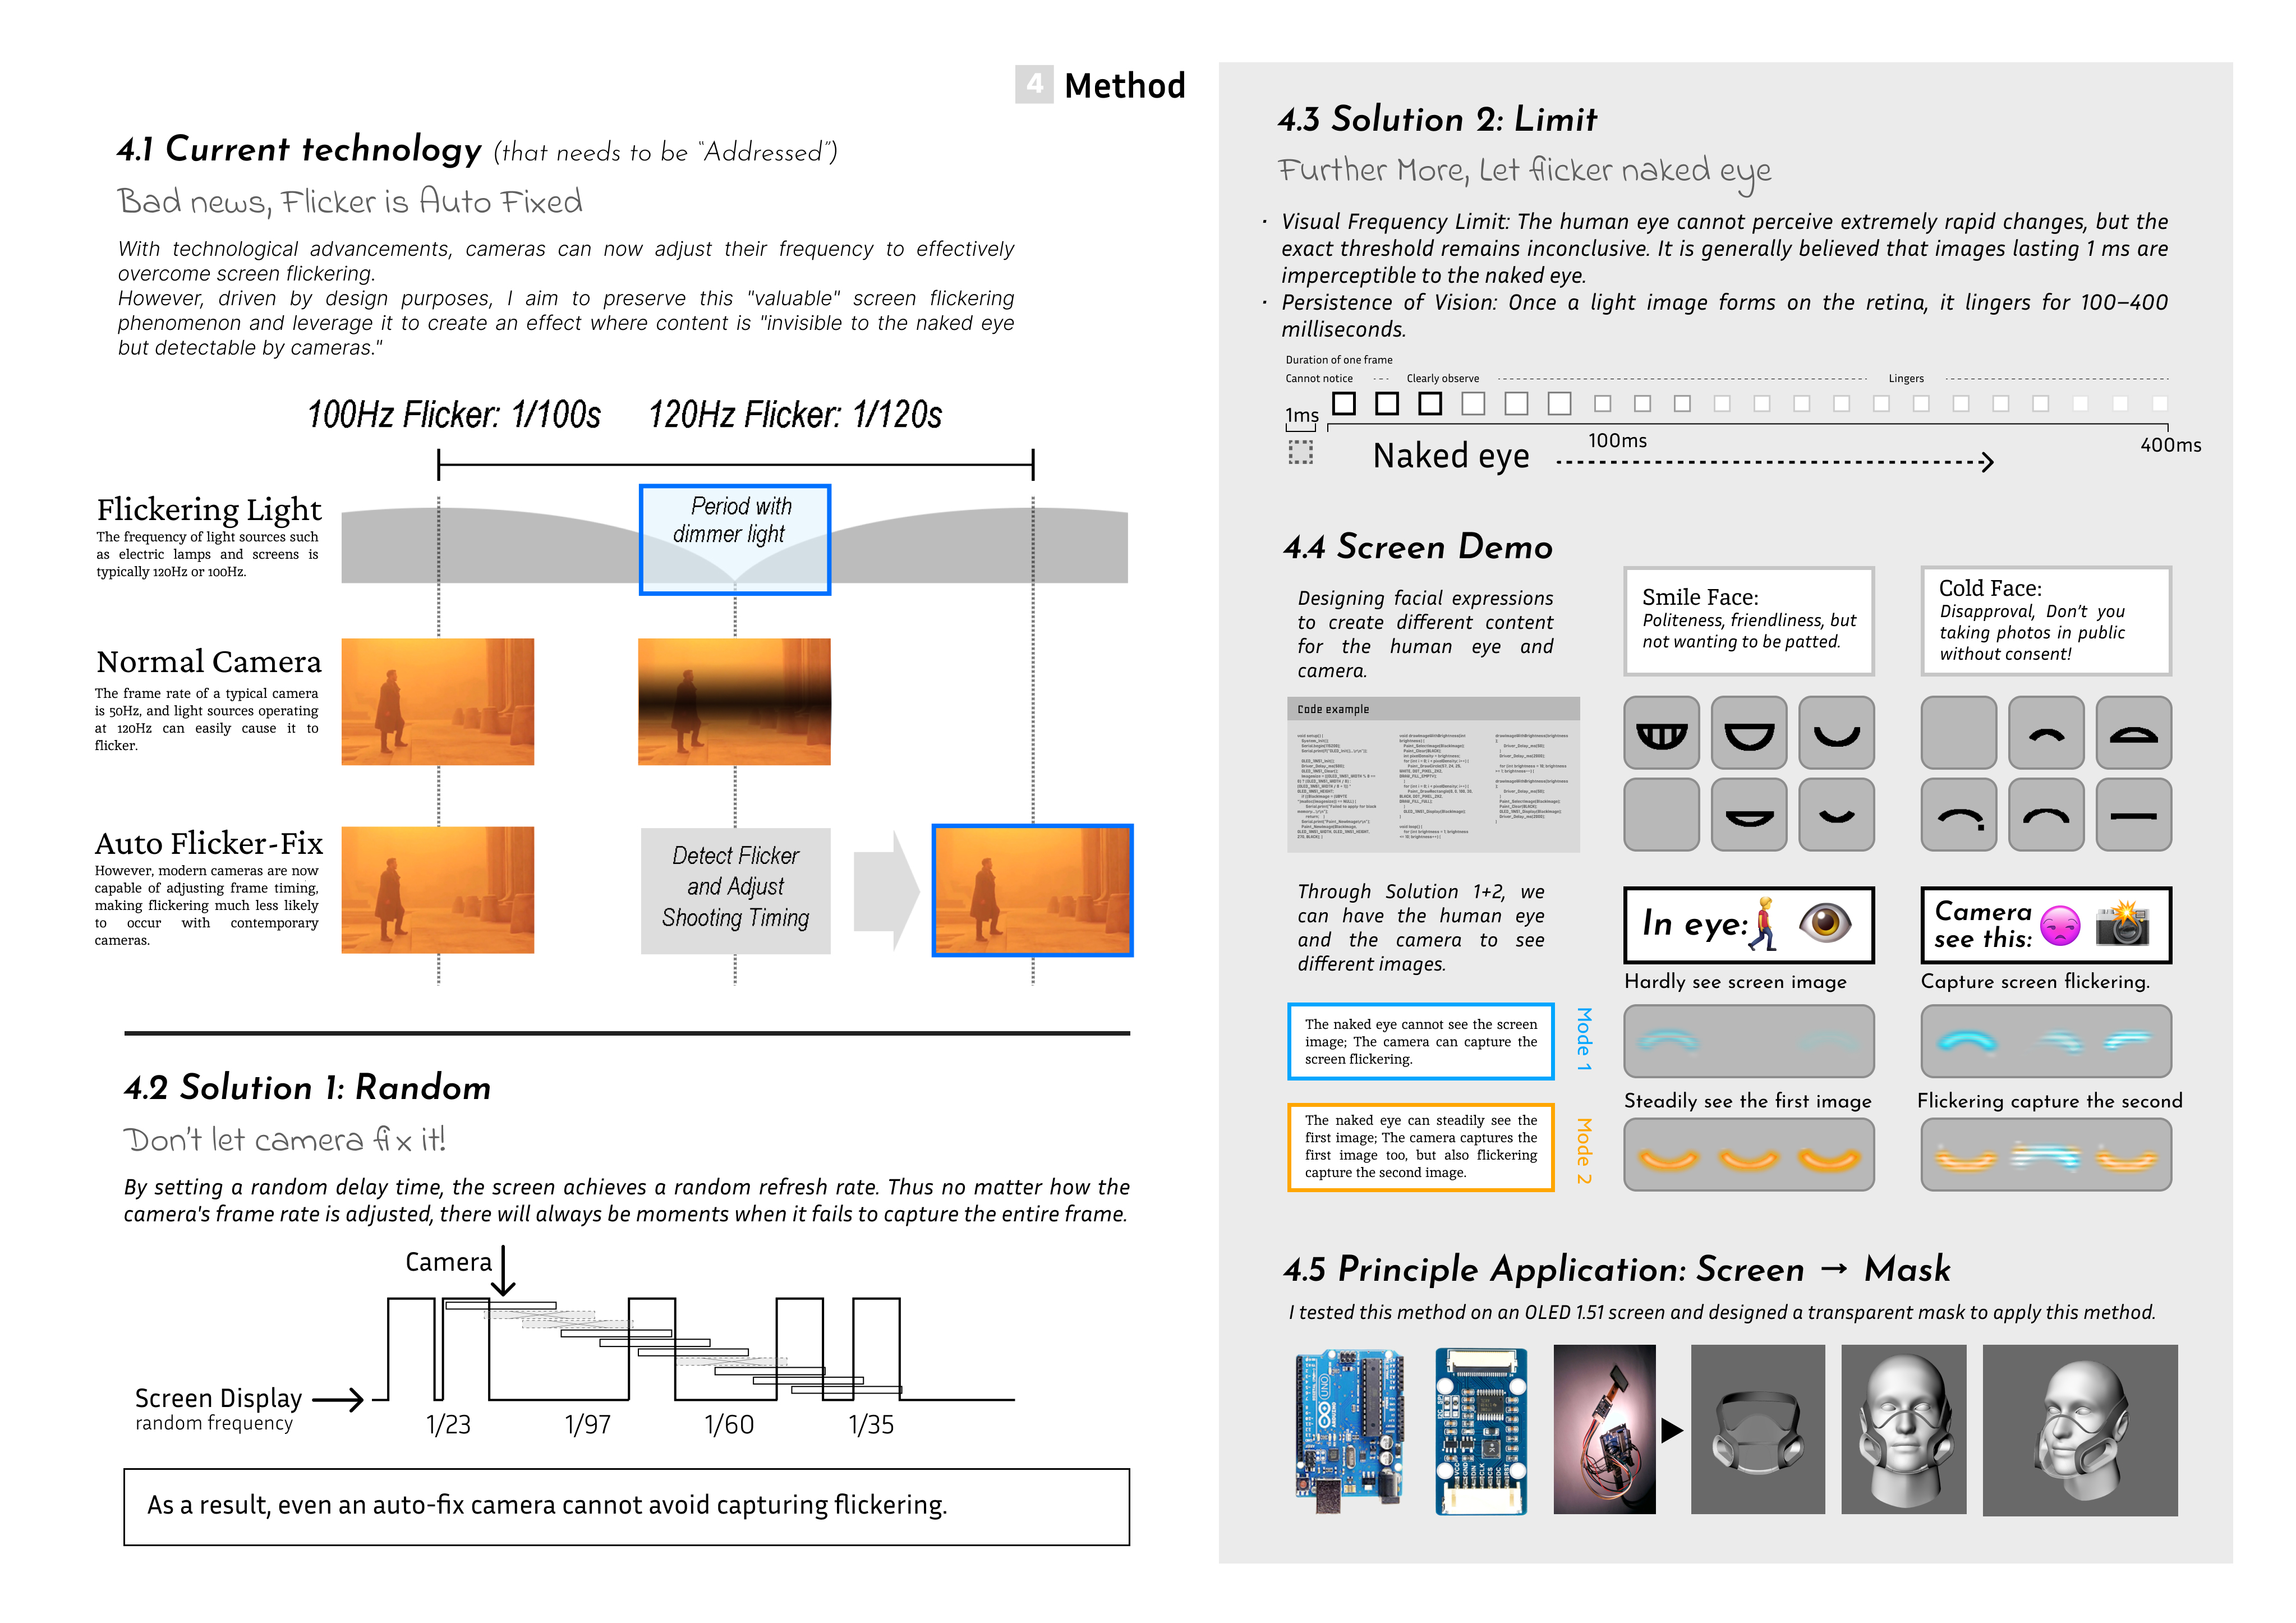 4 Method
4.1 Current technology (that needs to be “Addressed”)
Bad news, Flicker is Auto Fixed
With technological advancements, cameras can now adjust their frequency to effectively
overcome screen flickering.
However, driven by design purposes, I aim to preserve this "valuable" screen flickering
phenomenon and leverage it to create an effect where content is "invisible to the naked eye
but detectable by cameras."
100Hz Flicker: 1/100s 120Hz Flicker: 1/120s
Flickering Light
The frequency of light sources such
as electric lamps and screens is
typically 120Hz or 100Hz.
Period with
dimmer light
Normal Camera
The frame rate of a typical camera
is 50Hz, and light sources operating
at 120Hz can easily cause it to
flicker.
Auto Flicker-Fix
However, modern cameras are now
capable of adjusting frame timing,
making flickering much less likely
to occur with contemporary
cameras.
Detect Flicker
and Adjust
Shooting Timing
4.2 Solution 1: Random
Don't let camera fix it!
By setting a random delay time, the screen achieves a random refresh rate. Thus no matter how the
camera's frame rate is adjusted, there will always be moments when it fails to capture the entire frame.
Camera
Screen Display
random frequency
1/23 1/97 1/60 1/35
As a result, even an auto-fix camera cannot avoid capturing flickering.
4.3 Solution 2: Limit
Further More, Let flicker naked eye
· Visual Frequency Limit: The human eye cannot perceive extremely rapid changes, but the
exact threshold remains inconclusive. It is generally believed that images lasting 1 ms are
imperceptible to the naked eye.
· Persistence of Vision: Once a light image forms on the retina, it lingers for 100–400
milliseconds.
Duration of one frame
Cannot notice Clearly observe Lingers
1ms
100ms
400ms
Naked eye
4.4 Screen Demo
Designing facial expressions
to create different content
for the human eye and
camera.
Smile Face:
Politeness, friendliness, but
not wanting to be patted.
Cold Face:
Disapproval, Don’t you
taking photos in public
without consent!
Code example
Through Solution 1+2, we
can have the human eye
and the camera to see
different images.
In eye:
Camera
see this:
Hardly see screen image
Capture screen flickering.
The naked eye cannot see the screen
image; The camera can capture the
screen flickering.
Mode 1
Steadily see the first image
Flickering capture the second
The naked eye can steadily see the
first image; The camera captures the
first image too, but also flickering
capture the second image.
Mode 2
4.5 Principle Application: Screen → Mask
I tested this method on an OLED 1.51 screen and designed a transparent mask to apply this method.
UNO